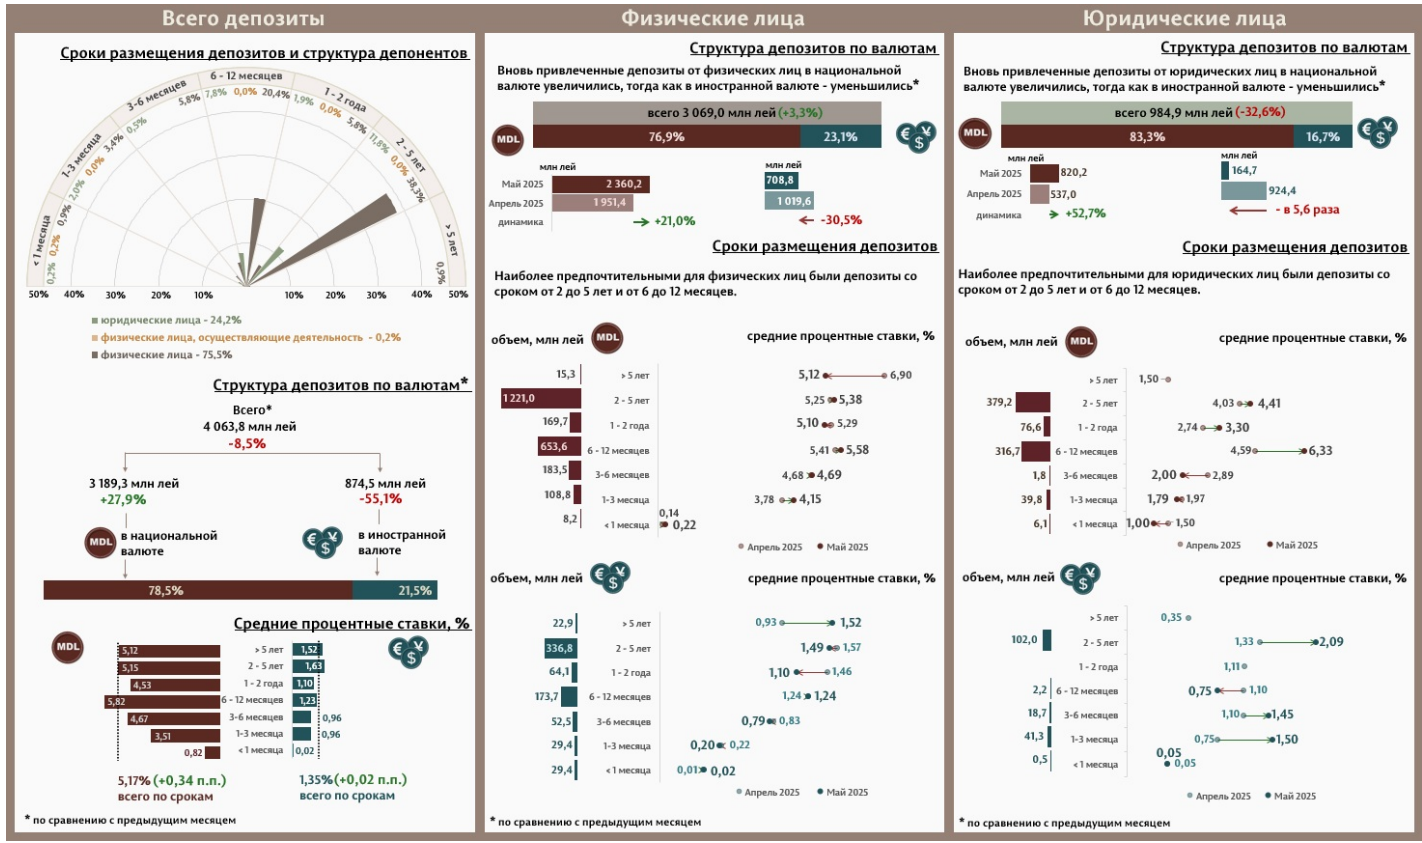 Всего депозиты
Сроки размещения депозитов и структура депонентов
< 1 месяца
1-3 месяца
3-6 месяцев
6 - 12 месяцев
1 - 2 года
2 - 5 лет
> 5 лет
0,2% 0,2% 0,9%
2,0% 0,0% 3,4%
0,5% 5,8%
7,8% 0,0% 20,4%
1,9% 0,0% 5,8%
11,8% 0,0% 38,3%
0,9%
50% 40% 30% 20% 10% 10% 20% 30% 40% 50%
юридические лица - 24,2%
физические лица, осуществляющие деятельность - 0,2%
физические лица - 75,5%
Структура депозитов по валютам*
Всего*
4 063,8 млн лей
-8,5%
3 189,3 млн лей
+27,9%
874,5 млн лей
-55,1%
MDL
в национальной
валюте
€ ¥ $
в иностранной
валюте
78,5% 21,5%
Средние процентные ставки, %
MDL
€ ¥ $
5,12 > 5 лет 1,52
5,15 2 - 5 лет 1,63
4,53 1 - 2 года 1,10
5,82 6 - 12 месяцев 1,23
4,67 3-6 месяцев 0,96
3,51 1-3 месяца 0,96
0,82 < 1 месяца 0,02
5,17% (+0,34 п.п.)
всего по срокам
1,35% (+0,02 п.п.)
всего по срокам
* по сравнению с предыдущим месяцем
Физические лица
Структура депозитов по валютам
Вновь привлеченные депозиты от физических лиц в национальной
валюте увеличились, тогда как в иностранной валюте - уменьшились*
всего 3 069,0 млн лей (+3,3%)
MDL 76,9% 23,1% € ¥ $
млн лей млн лей
Май 2025 2 360,2 708,8
Апрель 2025 1 951,4 1 019,6
динамика +21,0% -30,5%
Сроки размещения депозитов
Наиболее предпочтительными для физических лиц были депозиты со
сроком от 2 до 5 лет и от 6 до 12 месяцев.
объем, млн лей MDL средние процентные ставки, %
15,3 > 5 лет 5,12 6,90
1 221,0 2 - 5 лет 5,25 5,38
169,7 1 - 2 года 5,10 5,29
653,6 6 - 12 месяцев 5,41 5,58
183,5 3-6 месяцев 4,68 4,69
108,8 1-3 месяца 3,78 4,15
8,2 < 1 месяца 0,14 0,22
Апрель 2025 Май 2025
объем, млн лей € ¥ $ средние процентные ставки, %
22,9 > 5 лет 0,93 1,52
336,8 2 - 5 лет 1,49 1,57
64,1 1 - 2 года 1,10 1,46
173,7 6 - 12 месяцев 1,24 1,24
52,5 3-6 месяцев 0,79 0,83
29,4 1-3 месяца 0,20 0,22
29,4 < 1 месяца 0,01 0,02
Апрель 2025 Май 2025
* по сравнению с предыдущим месяцем
Юридические лица
Структура депозитов по валютам
Вновь привлеченные депозиты от юридических лиц в национальной
валюте увеличились, тогда как в иностранной валюте - уменьшились*
всего 984,9 млн лей (-32,6%)
MDL 83,3% 16,7% € ¥ $
млн лей млн лей
Май 2025 820,2 164,7
Апрель 2025 537,0 924,4
динамика +52,7% - в 5,6 раза
Сроки размещения депозитов
Наиболее предпочтительными для юридических лиц были депозиты со
сроком от 2 до 5 лет и от 6 до 12 месяцев.
объем, млн лей MDL средние процентные ставки, %
> 5 лет 1,50
379,2 2 - 5 лет 4,03 4,41
76,6 1 - 2 года 2,74 3,30
316,7 6 - 12 месяцев 4,59 6,33
1,8 3-6 месяцев 2,00 2,89
39,8 1-3 месяца 1,79 1,97
6,1 < 1 месяца 1,00 1,50
Апрель 2025 Май 2025
объем, млн лей € ¥ $ средние процентные ставки, %
> 5 лет 0,35
102,0 2 - 5 лет 1,33 2,09
1 - 2 года 1,11
2,2 6 - 12 месяцев 0,75 1,10
18,7 3-6 месяцев 1,10 1,45
41,3 1-3 месяца 0,75 1,50
0,5 < 1 месяца 0,05 0,05
Апрель 2025 Май 2025
* по сравнению с предыдущим месяцем